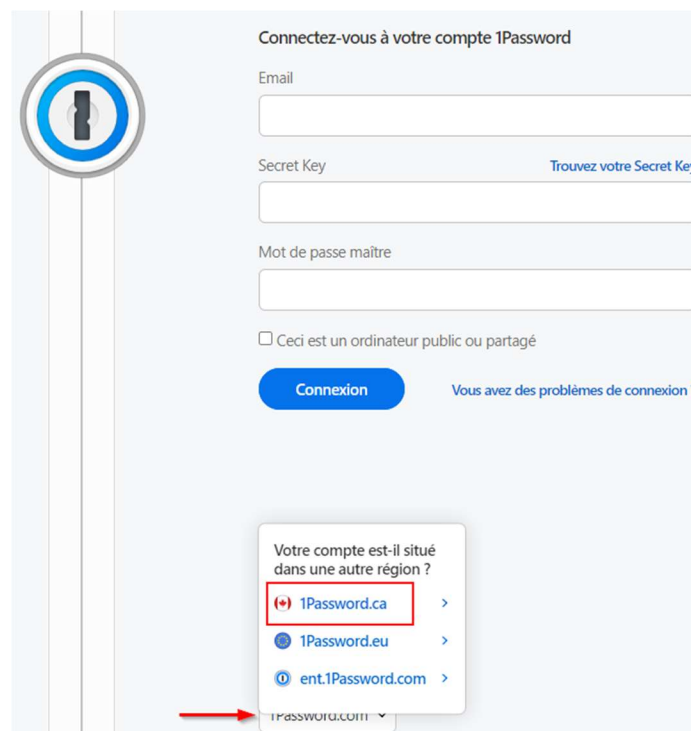 Connectez-vous à votre compte 1Password
Email
Secret Key
Trouvez votre Secret Key
Mot de passe maître
Ceci est un ordinateur public ou partagé
Connexion
Vous avez des problèmes de connexion
Votre compte est-il situé
dans une autre région ?
1Password.ca
1Password.eu
ent.1Password.com
1Password.com